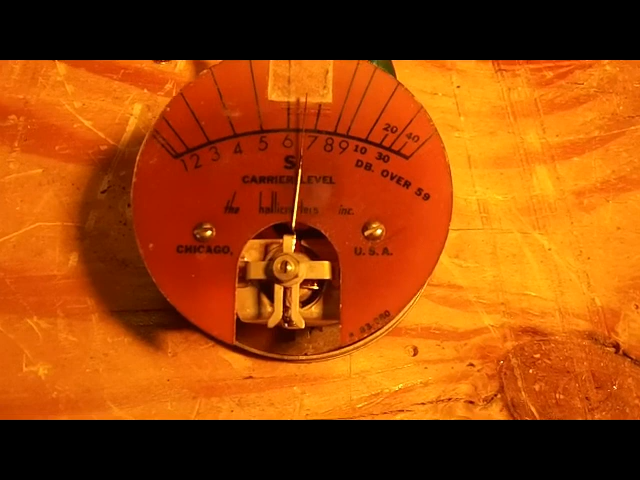 1 2 3 4 5 6 7 8 9 10 20 30 40
S
DB. OVER S9
CARRIER LEVEL
the hallicrafters inc.
CHICAGO, U.S.A.